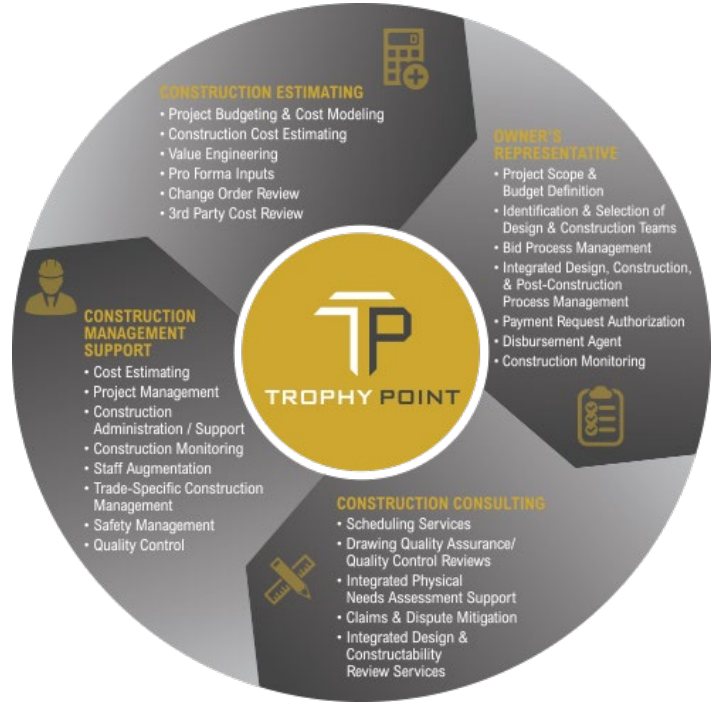 CONSTRUCTION ESTIMATING
• Project Budgeting & Cost Modeling
• Construction Cost Estimating
• Value Engineering
• Pro Forma Inputs
• Change Order Review
• 3rd Party Cost Review
OWNER'S
REPRESENTATIVE
• Project Scope &
Budget Definition
• Identification & Selection of
Design & Construction Teams
• Bid Process Management
• Integrated Design, Construction,
& Post-Construction
Process Management
• Payment Request Authorization
• Disbursement Agent
• Construction Monitoring
CONSTRUCTION
MANAGEMENT
SUPPORT
• Cost Estimating
• Project Management
• Construction
Administration / Support
• Construction Monitoring
• Staff Augmentation
• Trade-Specific Construction
Management
• Safety Management
• Quality Control
TP
TROPHY POINT
CONSTRUCTION CONSULTING
• Scheduling Services
• Drawing Quality Assurance/
Quality Control Reviews
• Integrated Physical
Needs Assessment Support
• Claims & Dispute Mitigation
• Integrated Design &
Constructability
Review Services